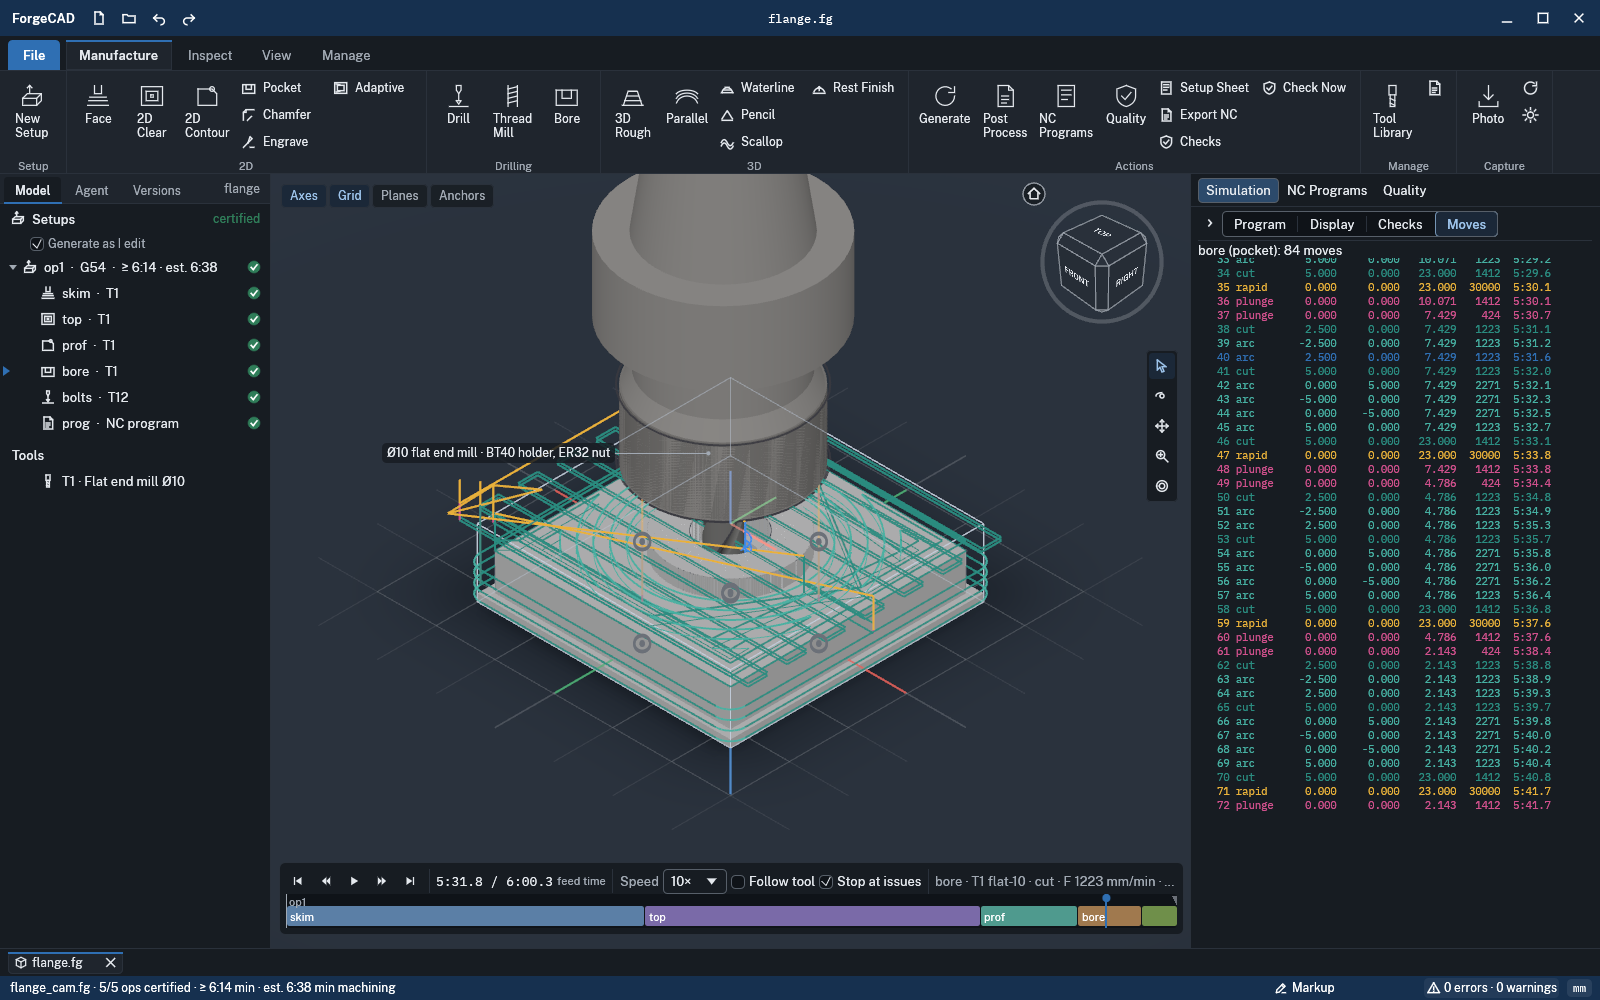 ForgeCAD
flange.fg
File
Manufacture
Inspect
View
Manage
New Setup
Face
2D Clear
2D Contour
Pocket
Chamfer
Engrave
Adaptive
Drill
Thread Mill
Bore
3D Rough
Parallel
Waterline
Pencil
Scallop
Rest Finish
Generate
Post Process
NC Programs
Quality
Setup Sheet
Export NC
Checks
Check Now
Tool Library
Photo
Setup
2D
Drilling
3D
Actions
Manage
Capture
Model
Agent
Versions
flange
Setups
certified
Generate as I edit
op1 · G54 · ≥ 6:14 · est. 6:38
skim · T1
top · T1
prof · T1
bore · T1
bolts · T12
prog · NC program
Tools
T1 · Flat end mill Ø10
Axes
Grid
Planes
Anchors
TOP
FRONT
RIGHT
Ø10 flat end mill · BT40 holder, ER32 nut
5:31.8 / 6:00.3 feed time
Speed
10×
Follow tool
Stop at issues
bore · T1 flat-10 · cut · F 1223 mm/min · ...
op1
skim
top
prof
bore
Simulation
NC Programs
Quality
Program
Display
Checks
Moves
bore (pocket): 84 moves
33 arc 5.000 0.000 10.071 1223 5:29.2
34 cut 5.000 0.000 23.000 1412 5:29.6
35 rapid 0.000 0.000 23.000 30000 5:30.1
36 plunge 0.000 0.000 10.071 1412 5:30.1
37 plunge 0.000 0.000 7.429 424 5:30.7
38 cut 2.500 0.000 7.429 1223 5:31.1
39 arc -2.500 0.000 7.429 1223 5:31.2
40 arc 2.500 0.000 7.429 1223 5:31.6
41 cut 5.000 0.000 7.429 1223 5:32.0
42 arc 0.000 5.000 7.429 2271 5:32.1
43 arc -5.000 0.000 7.429 2271 5:32.3
44 arc 0.000 -5.000 7.429 2271 5:32.5
45 arc 5.000 0.000 7.429 1223 5:32.7
46 cut 5.000 0.000 23.000 1412 5:33.1
47 rapid 0.000 0.000 23.000 30000 5:33.8
48 plunge 0.000 0.000 7.429 1412 5:33.8
49 plunge 0.000 0.000 4.786 424 5:34.4
50 cut 2.500 0.000 4.786 1223 5:34.8
51 arc -2.500 0.000 4.786 1223 5:34.9
52 arc 2.500 0.000 4.786 1223 5:35.3
53 cut 5.000 0.000 4.786 1223 5:35.7
54 arc 0.000 5.000 4.786 2271 5:35.8
55 arc -5.000 0.000 4.786 2271 5:36.0
56 arc 0.000 -5.000 4.786 2271 5:36.2
57 arc 5.000 0.000 4.786 1223 5:36.4
58 cut 5.000 0.000 23.000 1412 5:36.8
59 rapid 0.000 0.000 23.000 30000 5:37.6
60 plunge 0.000 0.000 4.786 1412 5:37.6
61 plunge 0.000 0.000 2.143 424 5:38.4
62 cut 2.500 0.000 2.143 1223 5:38.8
63 arc -2.500 0.000 2.143 1223 5:38.9
64 arc 2.500 0.000 2.143 1223 5:39.3
65 cut 5.000 0.000 2.143 1223 5:39.7
66 arc 0.000 5.000 2.143 2271 5:39.8
67 arc -5.000 0.000 2.143 2271 5:40.0
68 arc 0.000 -5.000 2.143 2271 5:40.2
69 arc 5.000 0.000 2.143 1223 5:40.4
70 cut 5.000 0.000 23.000 1412 5:40.8
71 rapid 0.000 0.000 23.000 30000 5:41.7
72 plunge 0.000 0.000 2.143 1412 5:41.7
flange.fg
flange_cam.fg · 5/5 ops certified · ≥ 6:14 min · est. 6:38 min machining
Markup
0 errors · 0 warnings
mm